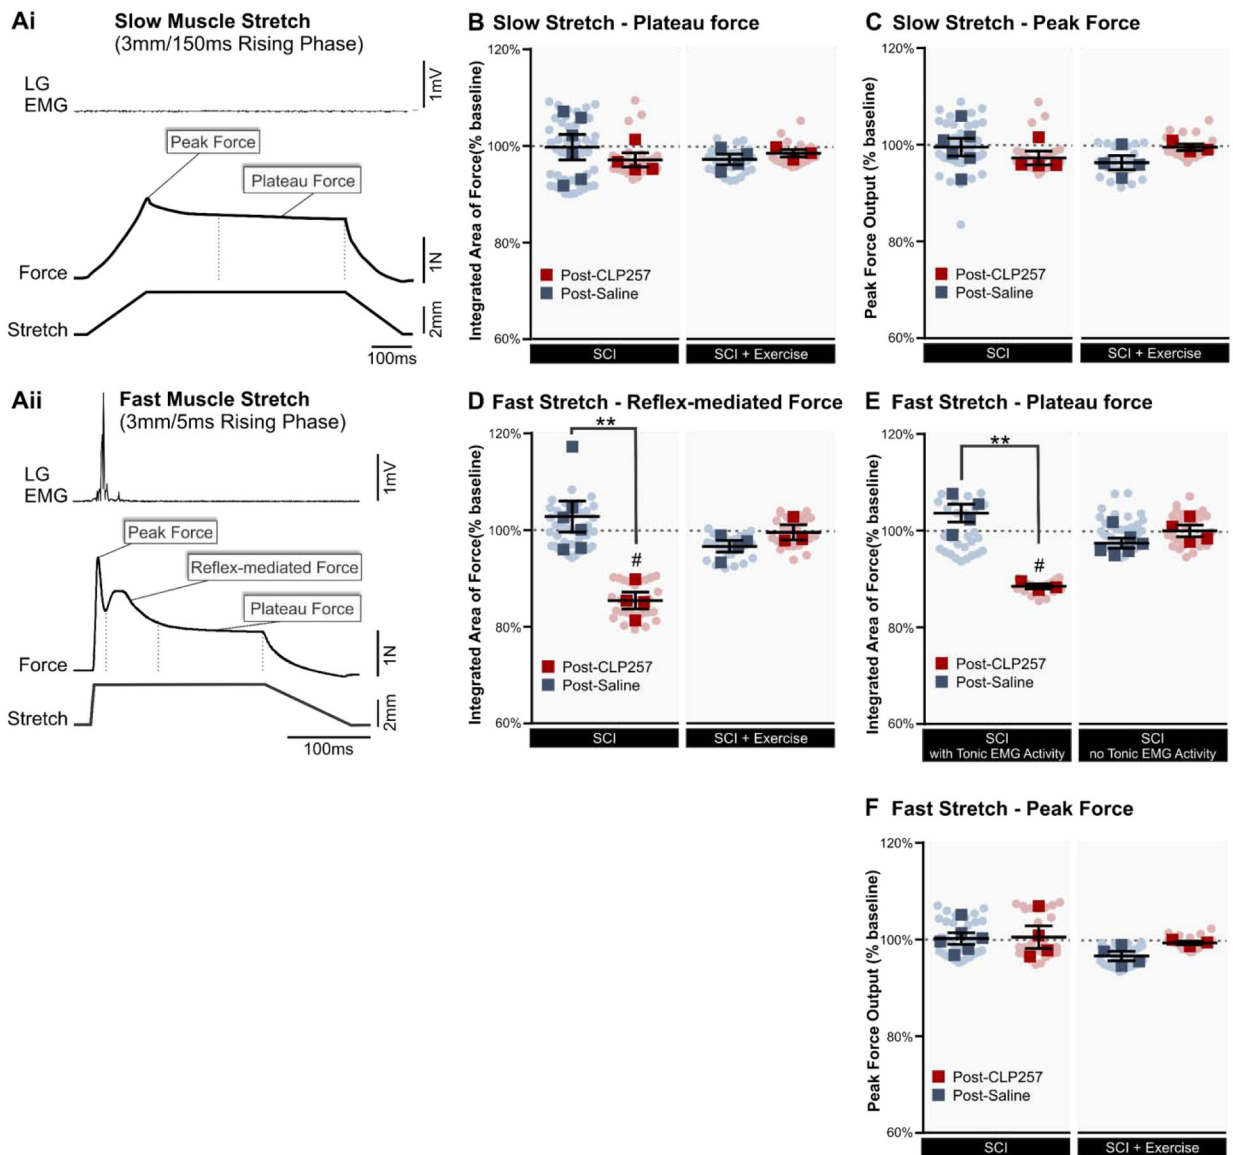 Ai Slow Muscle Stretch
(3mm/150ms Rising Phase)
LG
EMG
1mV
Peak Force
Plateau Force
Force
1N
Stretch
2mm
100ms
B Slow Stretch - Plateau force
Integrated Area of Force(% baseline)
120%
100%
80%
60%
Post-CLP257
Post-Saline
SCI
SCI + Exercise
C Slow Stretch - Peak Force
Peak Force Output (% baseline)
120%
100%
80%
60%
Post-CLP257
Post-Saline
SCI
SCI + Exercise
Aii Fast Muscle Stretch
(3mm/5ms Rising Phase)
LG
EMG
1mV
Peak Force
Reflex-mediated Force
Plateau Force
Force
1N
Stretch
2mm
100ms
D Fast Stretch - Reflex-mediated Force
Integrated Area of Force(% baseline)
120%
100%
80%
60%
**
#
Post-CLP257
Post-Saline
SCI
SCI + Exercise
E Fast Stretch - Plateau force
Integrated Area of Force(% baseline)
120%
100%
80%
60%
**
#
Post-CLP257
Post-Saline
SCI
with Tonic EMG Activity
SCI
no Tonic EMG Activity
F Fast Stretch - Peak Force
Peak Force Output (% baseline)
120%
100%
80%
60%
Post-CLP257
Post-Saline
SCI
SCI + Exercise